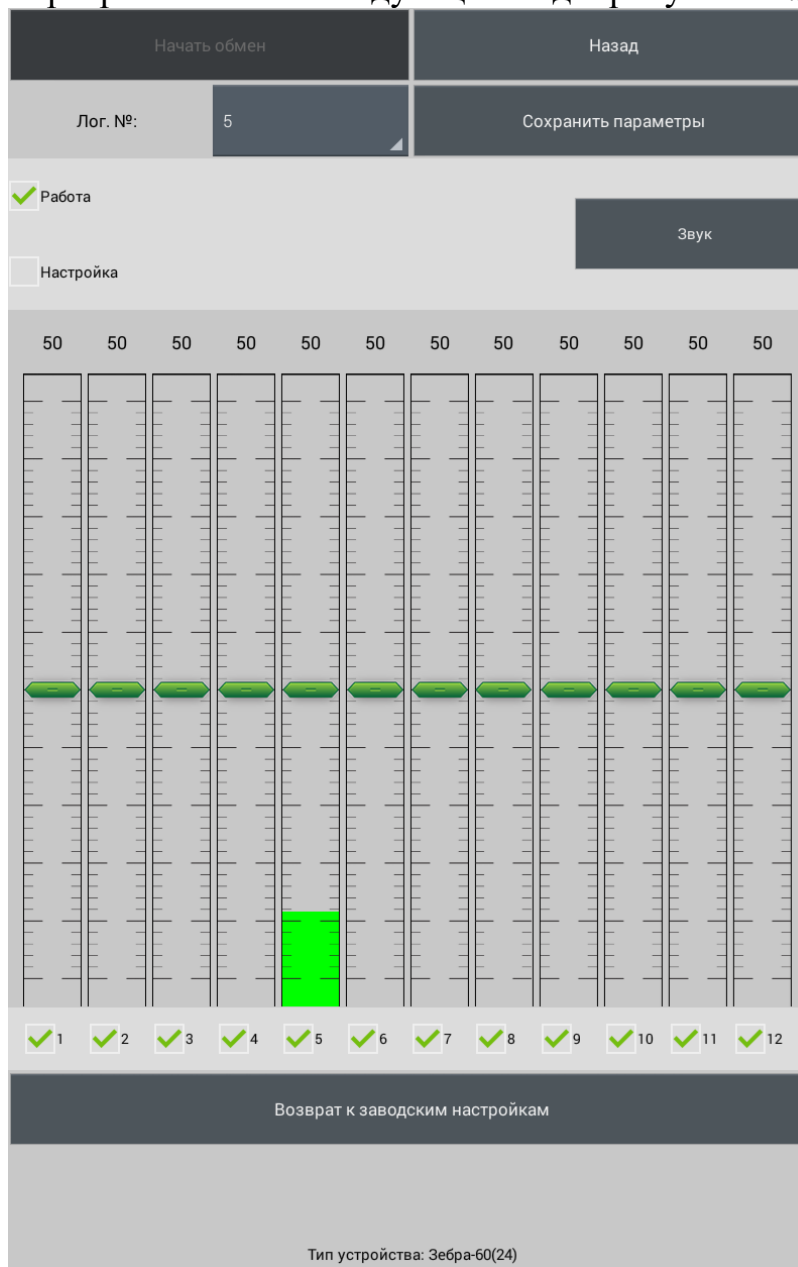 Начать обмен Назад
Лог. №: 5 Сохранить параметры
Работа
Звук
Настройка
50 50 50 50 50 50 50 50 50 50 50 50
1 2 3 4 5 6 7 8 9 10 11 12
Возврат к заводским настройкам
Тип устройства: Зебра-60(24)